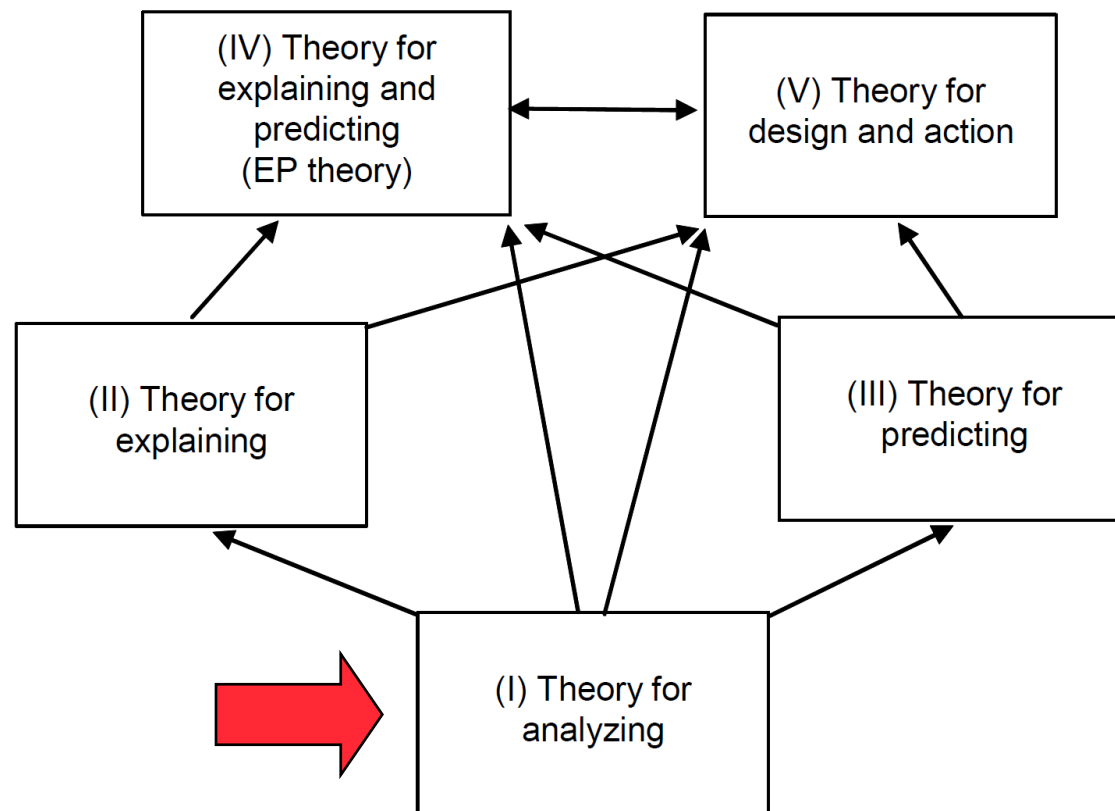 (IV) Theory for
explaining and
predicting
(EP theory)
(V) Theory for
design and action
(II) Theory for
explaining
(III) Theory for
predicting
(I) Theory for
analyzing